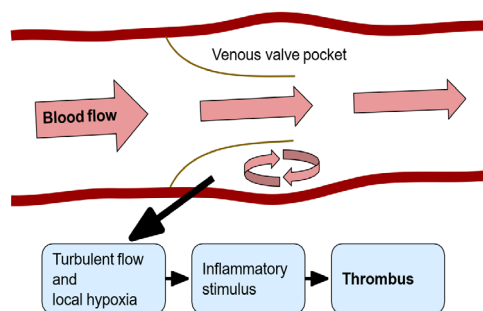 Venous valve pocket
Blood flow
Turbulent flow
and
local hypoxia
Inflammatory
stimulus
Thrombus